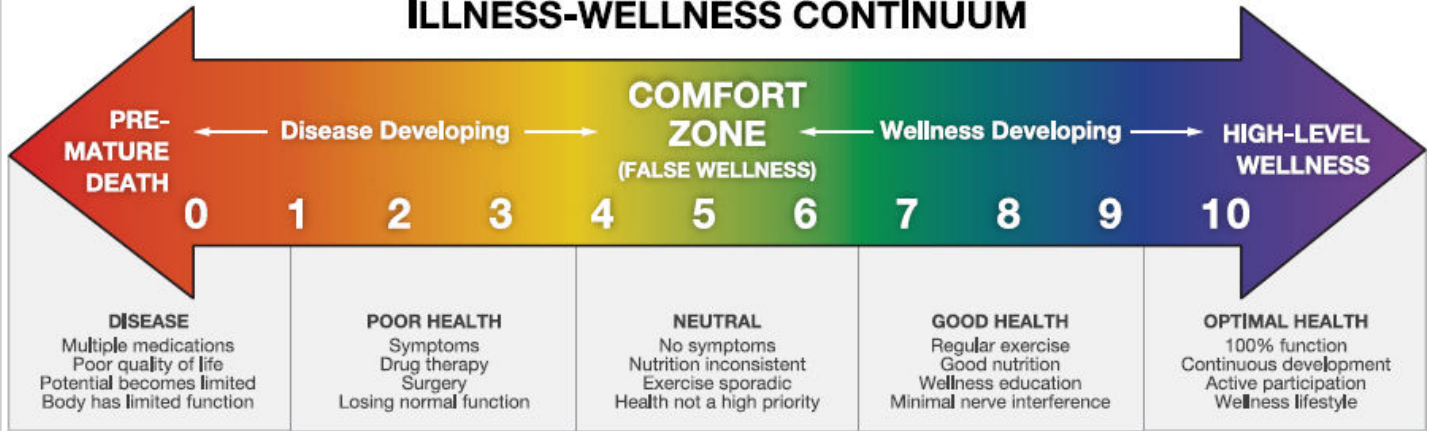 ILLNESS-WELLNESS CONTINUUM
PRE-
MATURE
DEATH
Disease Developing
COMFORT
ZONE
(FALSE WELLNESS)
Wellness Developing
HIGH-LEVEL
WELLNESS
0 1 2 3 4 5 6 7 8 9 10
DISEASE
Multiple medications
Poor quality of life
Potential becomes limited
Body has limited function
POOR HEALTH
Symptoms
Drug therapy
Surgery
Losing normal function
NEUTRAL
No symptoms
Nutrition inconsistent
Exercise sporadic
Health not a high priority
GOOD HEALTH
Regular exercise
Good nutrition
Wellness education
Minimal nerve interference
OPTIMAL HEALTH
100% function
Continuous development
Active participation
Wellness lifestyle